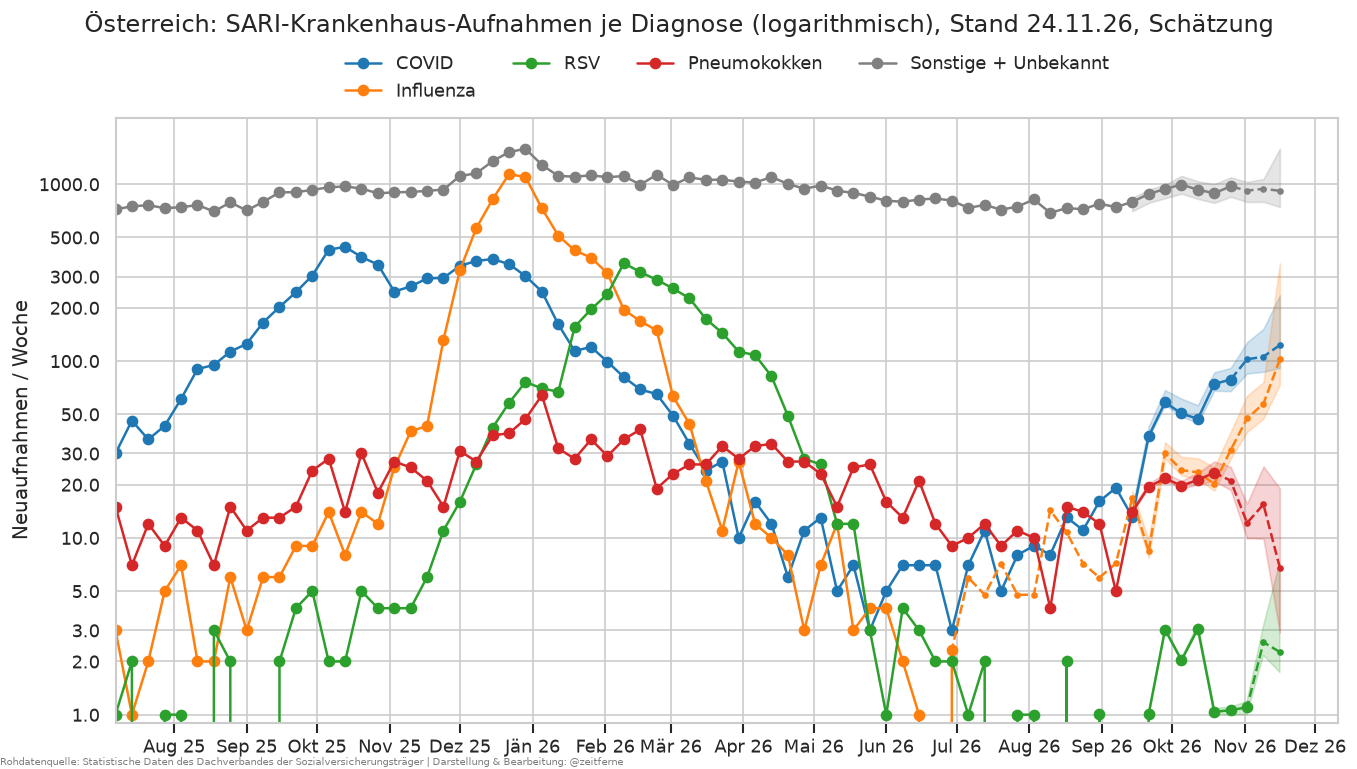 Österreich: SARI-Krankenhaus-Aufnahmen je Diagnose (logarithmisch), Stand 24.11.26, Schätzung
COVID RSV Pneumokokken Sonstige + Unbekannt
Influenza
Neuaufnahmen / Woche
1000.0
500.0
300.0
200.0
100.0
50.0
30.0
20.0
10.0
5.0
3.0
2.0
1.0
Aug 25 Sep 25 Okt 25 Nov 25 Dez 25 Jän 26 Feb 26 Mär 26 Apr 26 Mai 26 Jun 26 Jul 26 Aug 26 Sep 26 Okt 26 Nov 26 Dez 26
Rohdatenquelle: Statistische Daten des Dachverbandes der Sozialversicherungsträger | Darstellung & Bearbeitung: @zeitferne